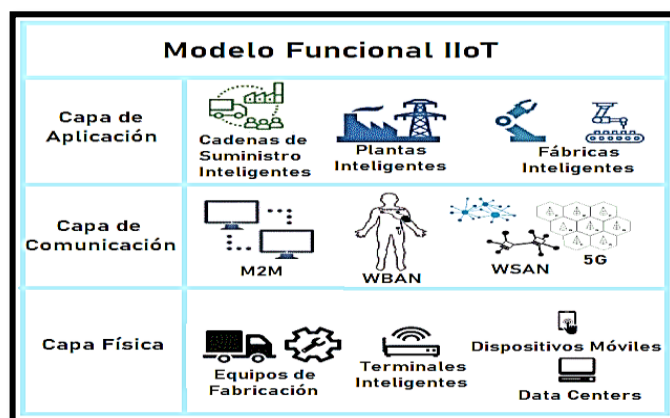 Modelo Funcional IIoT
Capa de
Aplicación
Cadenas de
Suministro
Inteligentes
Plantas
Inteligentes
Fábricas
Inteligentes
Capa de
Comunicación
M2M
WBAN
WSAN
5G
Capa Física
Equipos de
Fabricación
Terminales
Inteligentes
Dispositivos Móviles
Data Centers